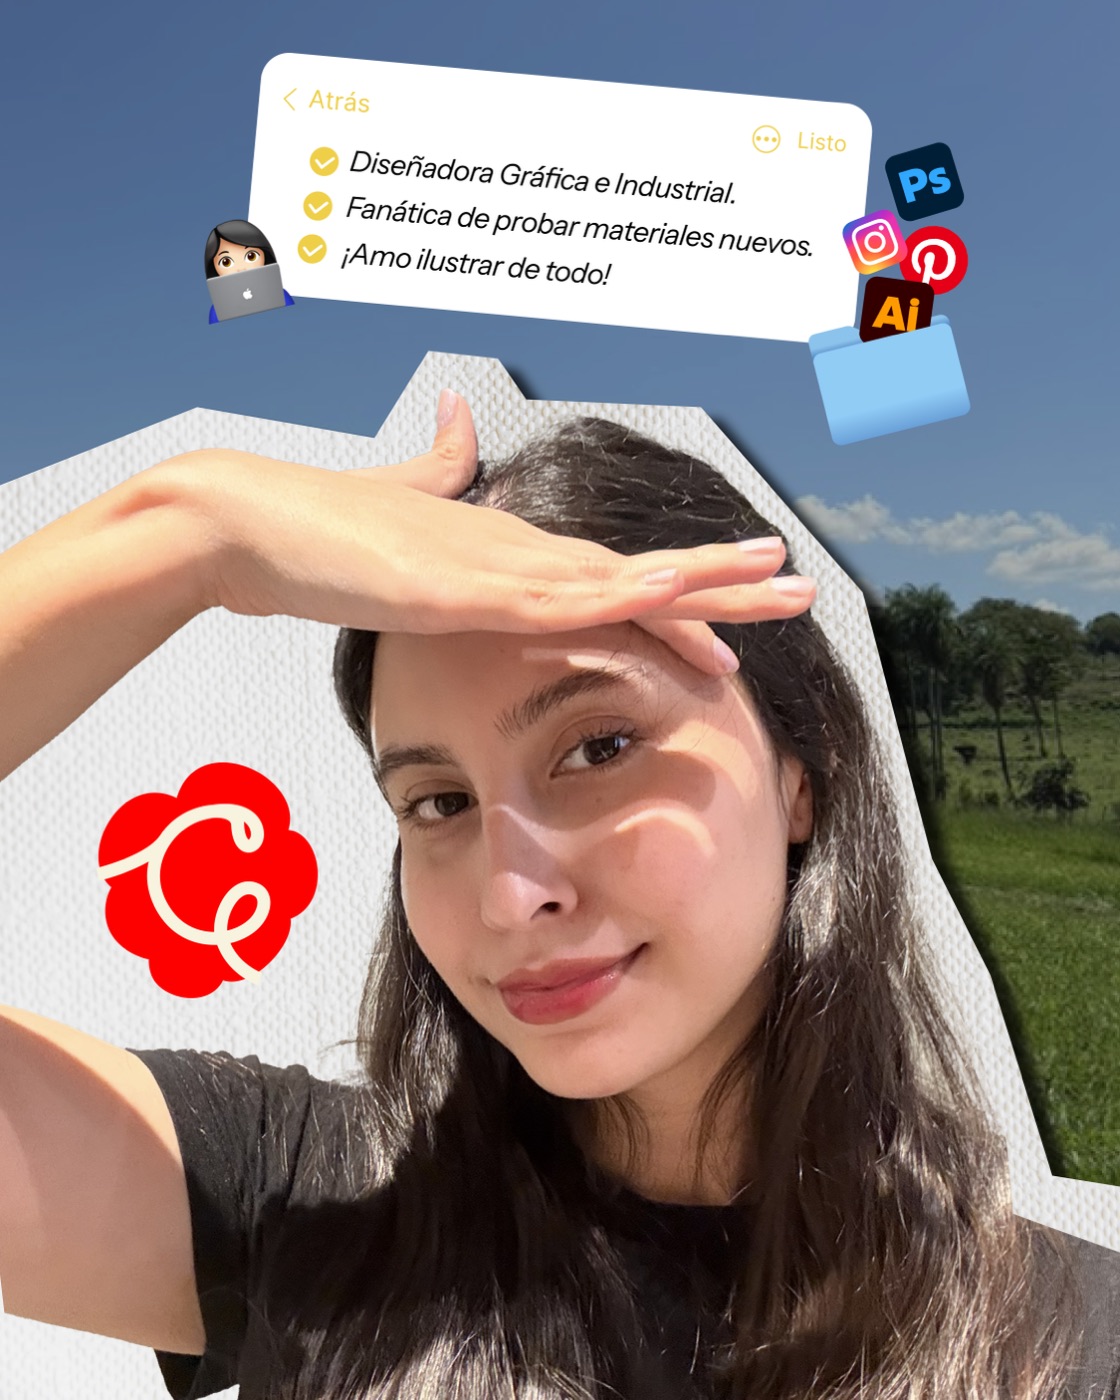 Atrás
Listo
Diseñadora Gráfica e Industrial.
Fanática de probar materiales nuevos.
¡Amo ilustrar de todo!
Ps
Ai